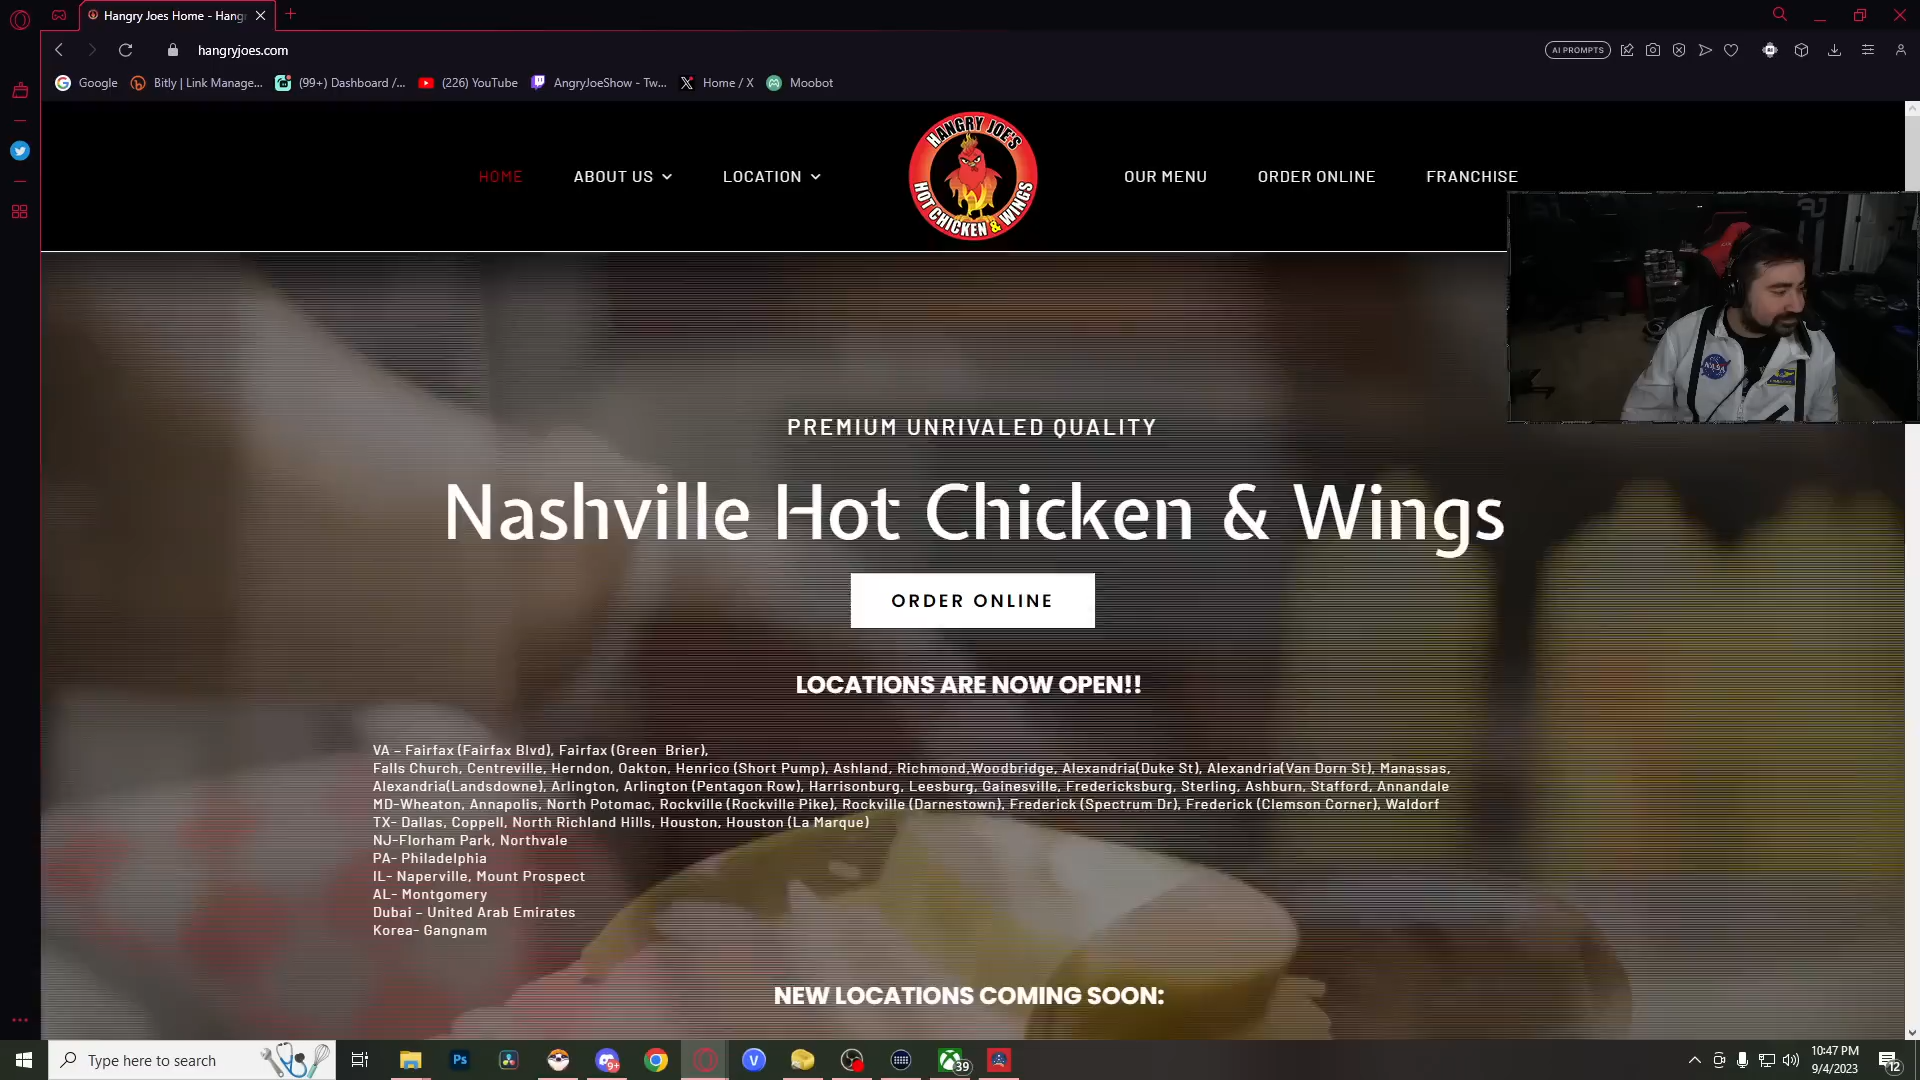 Hangry Joes Home - Hang
hangryjoes.com
AI PROMPTS
Google
Bitly | Link Manage...
(99+) Dashboard /...
(226) YouTube
AngryJoeShow - Tw...
Home / X
Moobot
HOME
ABOUT US
LOCATION
HANGRY JOE'S
HOT CHICKEN & WINGS
OUR MENU
ORDER ONLINE
FRANCHISE
NASA
PREMIUM UNRIVALED QUALITY
Nashville Hot Chicken & Wings
ORDER ONLINE
LOCATIONS ARE NOW OPEN!!
VA – Fairfax (Fairfax Blvd), Fairfax (Green Brier),
Falls Church, Centreville, Herndon, Oakton, Henrico (Short Pump), Ashland, Richmond,Woodbridge, Alexandria(Duke St), Alexandria(Van Dorn St), Manassas,
Alexandria(Landsdowne), Arlington, Arlington (Pentagon Row), Harrisonburg, Leesburg, Gainesville, Fredericksburg, Sterling, Ashburn, Stafford, Annandale
MD-Wheaton, Annapolis, North Potomac, Rockville (Rockville Pike), Rockville (Darnestown), Frederick (Spectrum Dr), Frederick (Clemson Corner), Waldorf
TX- Dallas, Coppell, North Richland Hills, Houston, Houston (La Marque)
NJ-Florham Park, Northvale
PA- Philadelphia
IL- Naperville, Mount Prospect
AL- Montgomery
Dubai – United Arab Emirates
Korea- Gangnam
NEW LOCATIONS COMING SOON:
Type here to search
Ps
9+
V
39
10:47 PM
9/4/2023
12